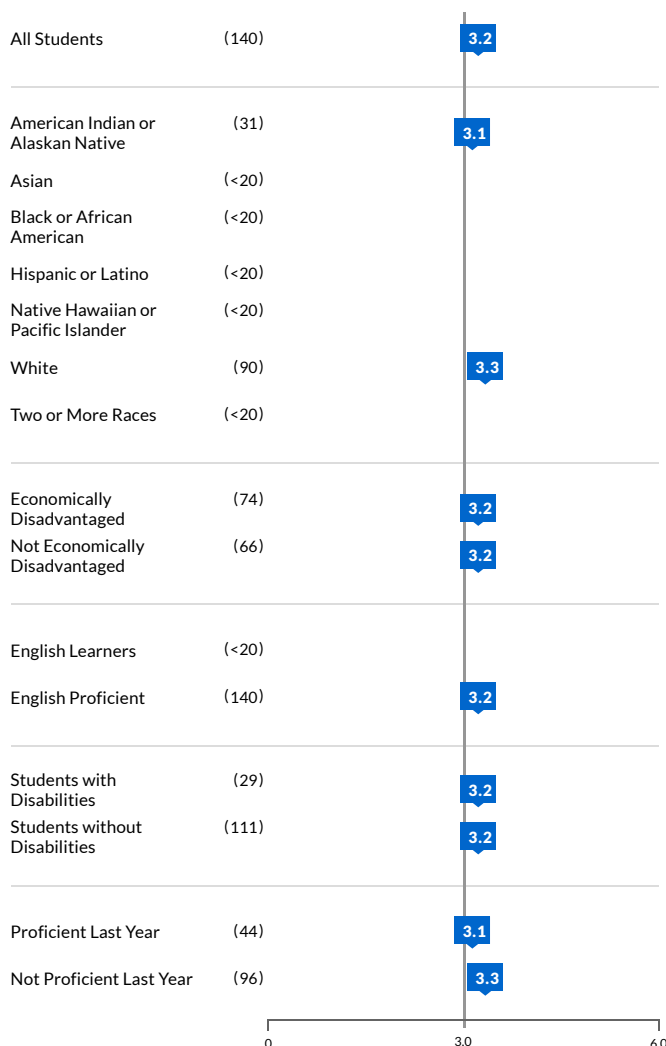 All Students (140) 3.2
American Indian or (31) 3.1
Alaskan Native
Asian (<20)
Black or African (<20)
American
Hispanic or Latino (<20)
Native Hawaiian or (<20)
Pacific Islander
White (90) 3.3
Two or More Races (<20)
Economically (74) 3.2
Disadvantaged
Not Economically (66) 3.2
Disadvantaged
English Learners (<20)
English Proficient (140) 3.2
Students with (29) 3.2
Disabilities
Students without (111) 3.2
Disabilities
Proficient Last Year (44) 3.1
Not Proficient Last Year (96) 3.3
0 3.0 6.0